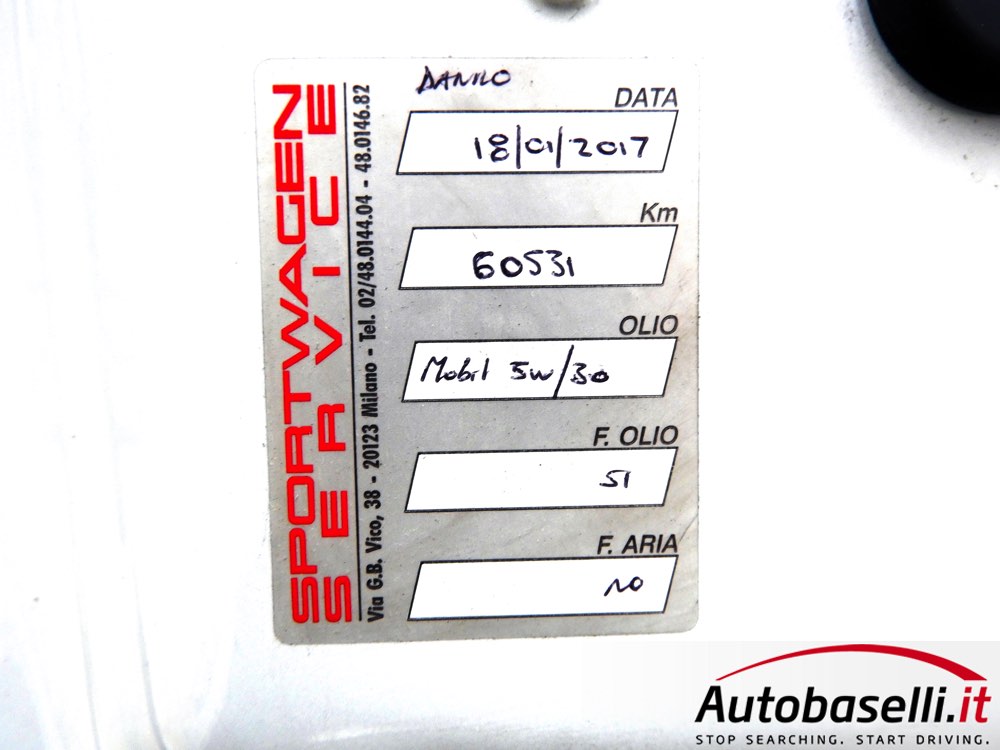 SPORTWAGEN
SERVICE
Via G.B. Vico, 38 - 20123 Milano - Tel. 02/48.0144.04 - 48.0146.82
DANILO
DATA
18/01/2017
Km
60531
OLIO
Mobil 5W/30
F. OLIO
SI
F. ARIA
NO
Autobaselli.it
STOP SEARCHING. START DRIVING.